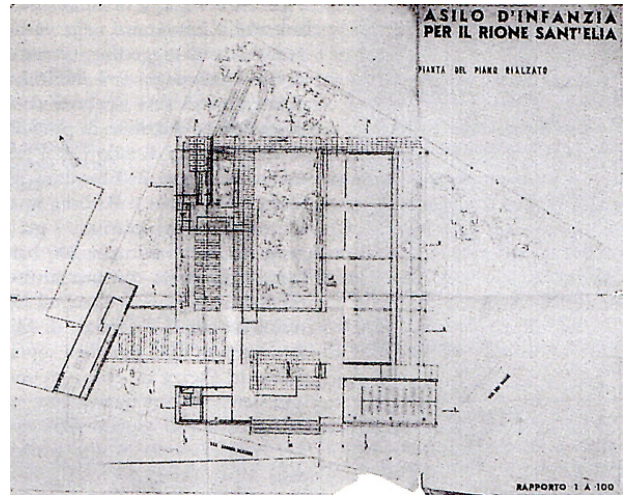 ASILO D'INFANZIA
PER IL RIONE SANT'ELIA
PIANTA DEL PIANO RIALZATO
RAPPORTO 1 A 100